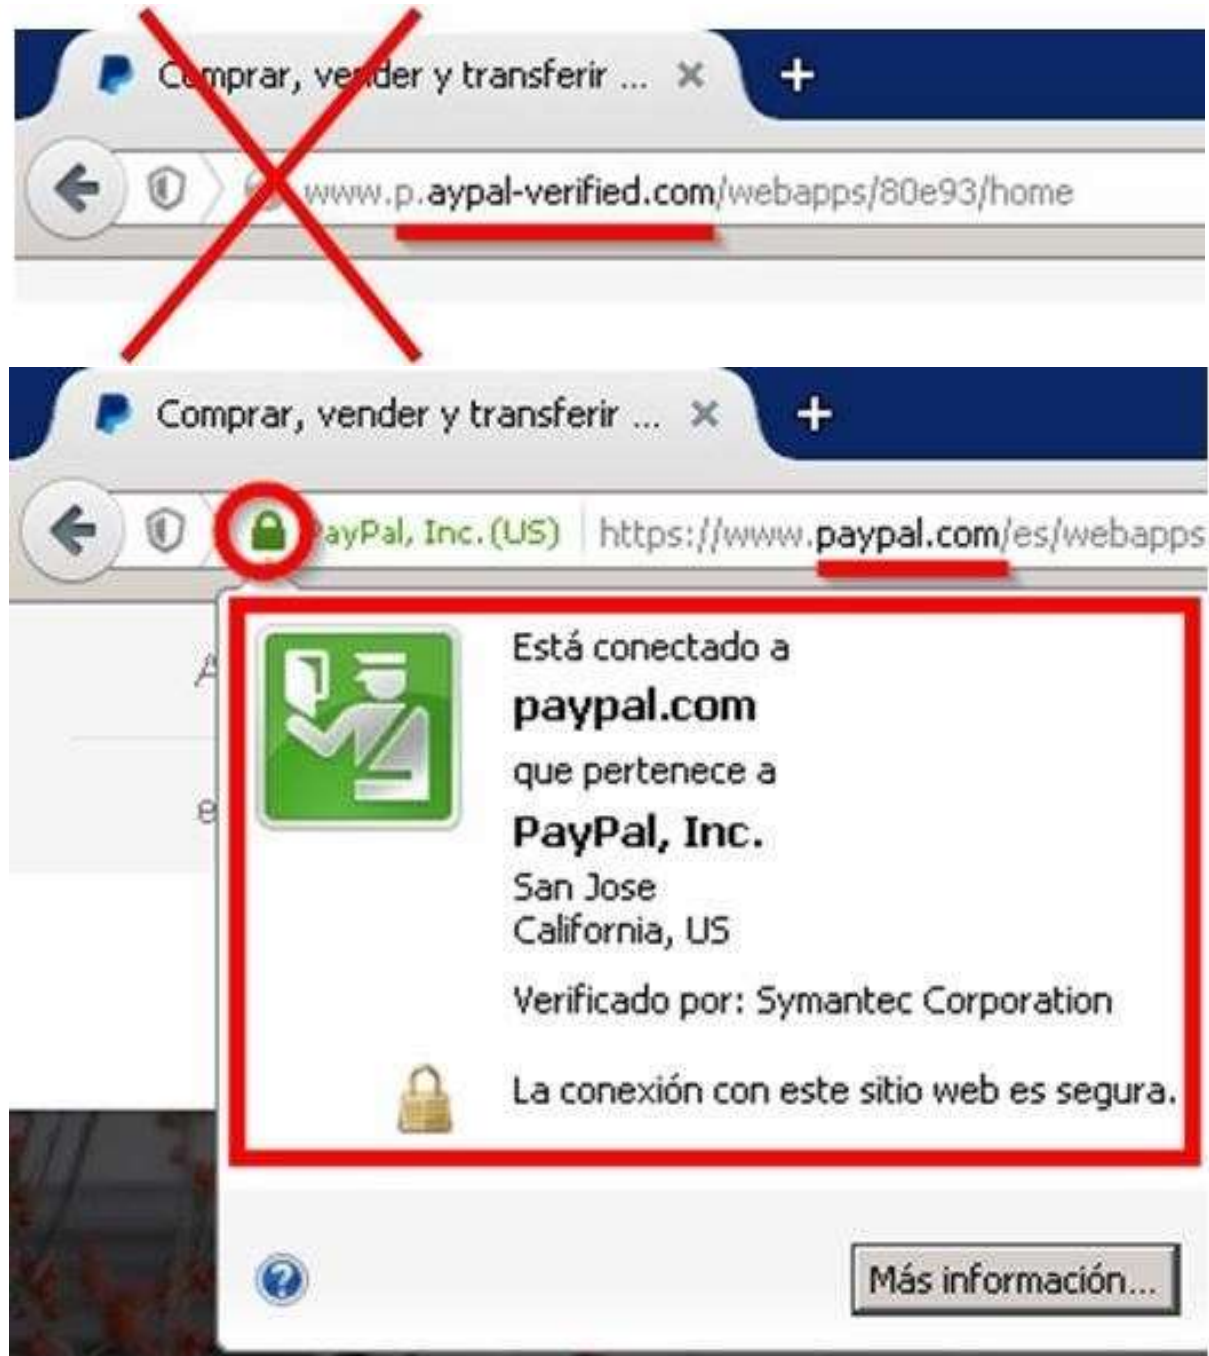 Comprar, vender y transferir ...
www.p.aypal-verified.com/webapps/80e93/home
Comprar, vender y transferir ...
PayPal, Inc. (US) https://www.paypal.com/es/webapps
Está conectado a
paypal.com
que pertenece a
PayPal, Inc.
San Jose
California, US
Verificado por: Symantec Corporation
La conexión con este sitio web es segura.
Más información...